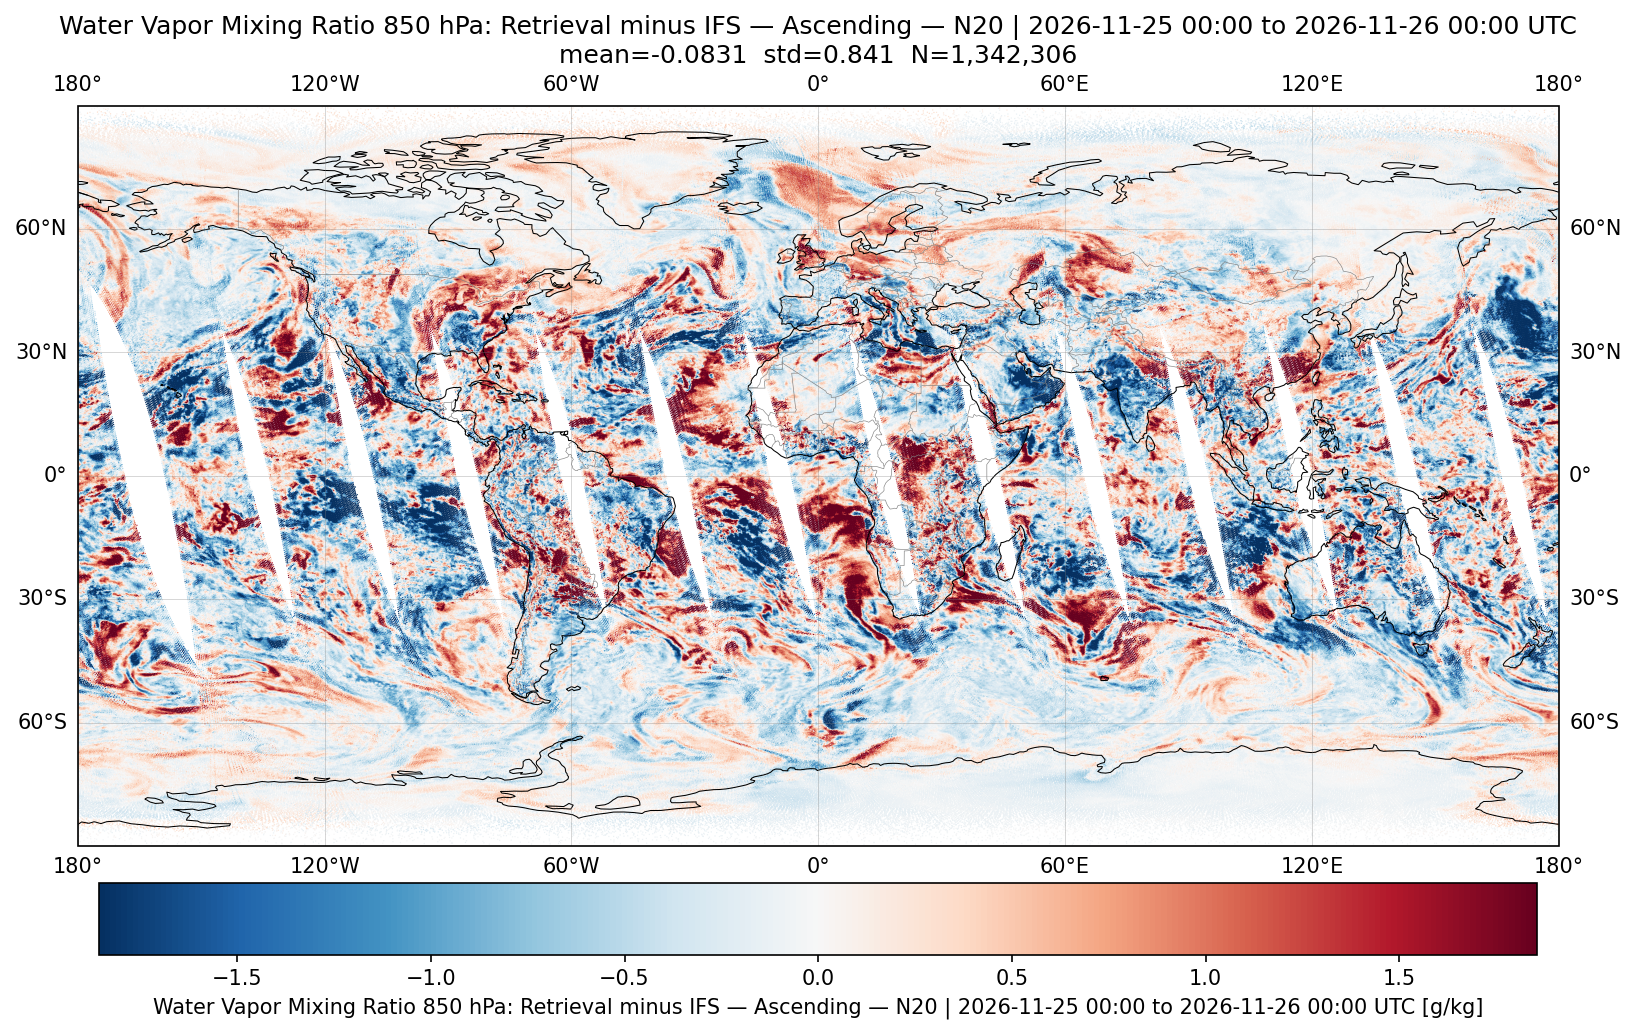 Water Vapor Mixing Ratio 850 hPa: Retrieval minus IFS — Ascending — N20 | 2026-11-25 00:00 to 2026-11-26 00:00 UTC
mean=-0.0831 std=0.841 N=1,342,306
180° 120°W 60°W 0° 60°E 120°E 180°
60°N 60°N
30°N 30°N
0° 0°
30°S 30°S
60°S 60°S
180° 120°W 60°W 0° 60°E 120°E 180°
−1.5 −1.0 −0.5 0.0 0.5 1.0 1.5
Water Vapor Mixing Ratio 850 hPa: Retrieval minus IFS — Ascending — N20 | 2026-11-25 00:00 to 2026-11-26 00:00 UTC [g/kg]